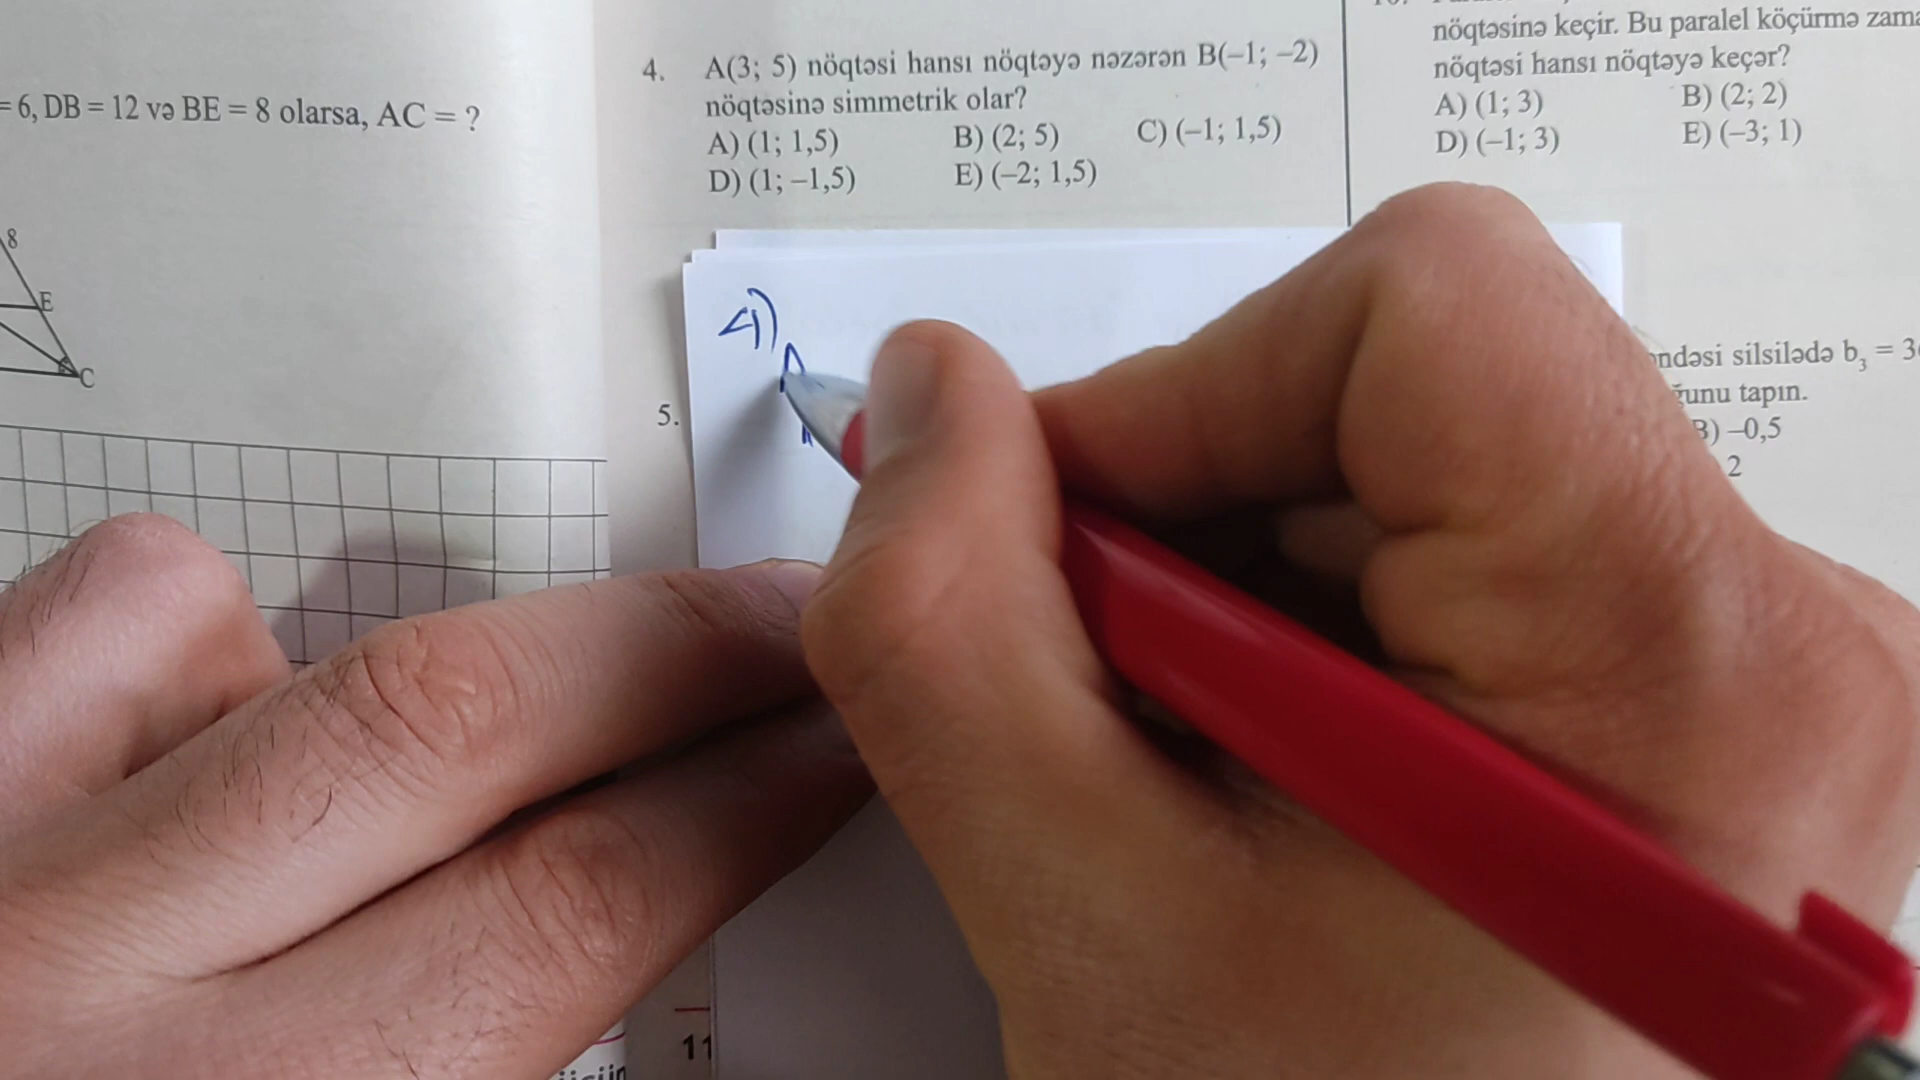 =6, DB = 12 və BE = 8 olarsa, AC = ?
8
E
C
4. A(3; 5) nöqtəsi hansı nöqtəyə nəzərən B(–1; –2)
nöqtəsinə simmetrik olar?
A) (1; 1,5) B) (2; 5) C) (–1; 1,5)
D) (1; –1,5) E) (–2; 1,5)
4)
A
5.
11
nöqtəsinə keçir. Bu paralel köçürmə zama
nöqtəsi hansı nöqtəyə keçər?
A) (1; 3) B) (2; 2)
D) (–1; 3) E) (–3; 1)
ndəsi silsilədə b₃ = 3
ğunu tapın.
B) –0,5
2